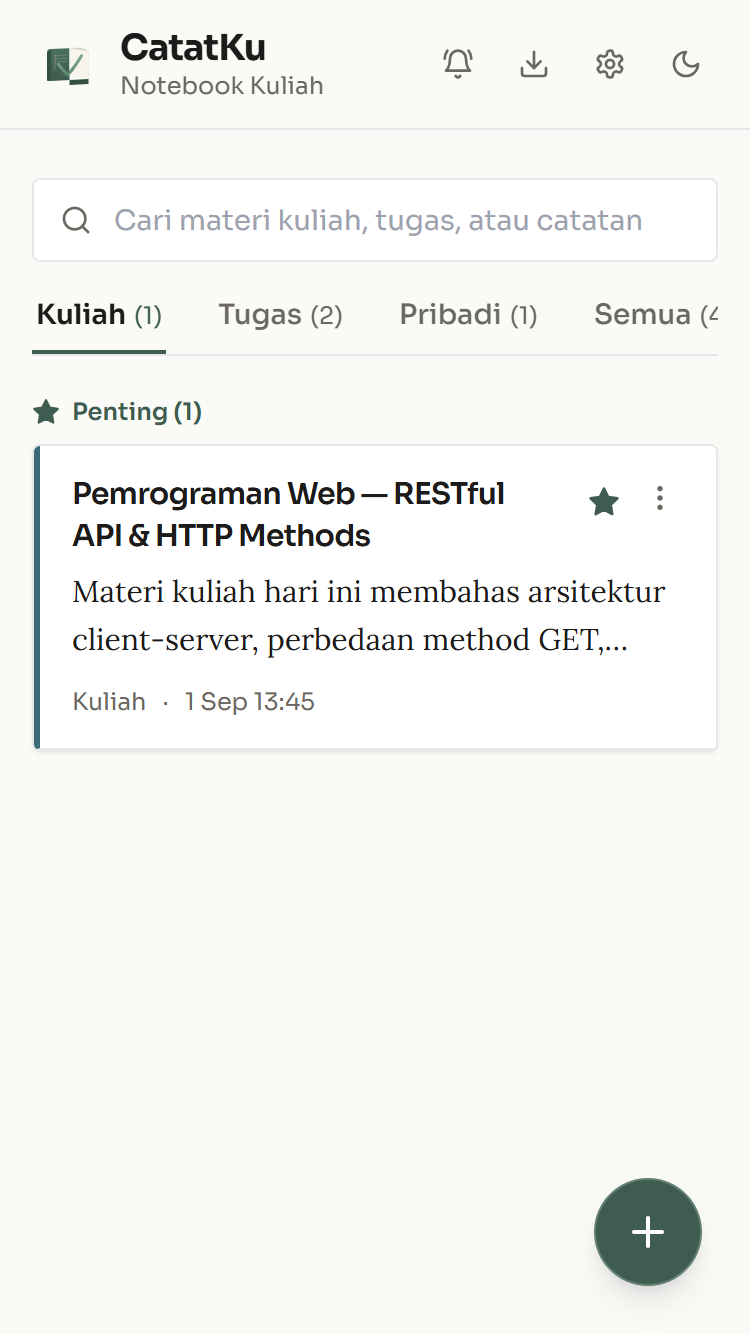 CatatKu
Notebook Kuliah
Cari materi kuliah, tugas, atau catatan
Kuliah (1) Tugas (2) Pribadi (1) Semua (4
Penting (1)
Pemrograman Web — RESTful
API & HTTP Methods
Materi kuliah hari ini membahas arsitektur
client-server, perbedaan method GET,...
Kuliah · 1 Sep 13:45